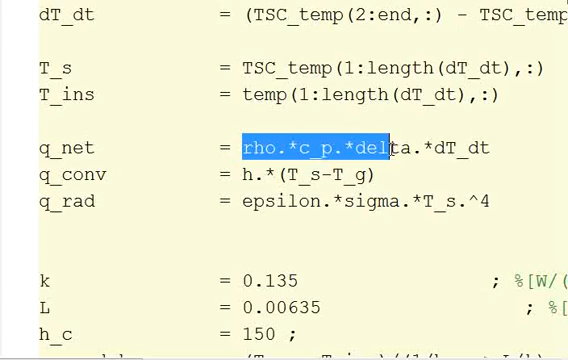 dT_dt = (TSC_temp(2:end,:) - TSC_temp
T_s = TSC_temp(1:length(dT_dt),:)
T_ins = temp(1:length(dT_dt),:)
q_net = rho.*c_p.*delta.*dT_dt
q_conv = h.*(T_s-T_g)
q_rad = epsilon.*sigma.*T_s.^4
k = 0.135 ; %[W/(
L = 0.00635 ; %[
h_c = 150 ;